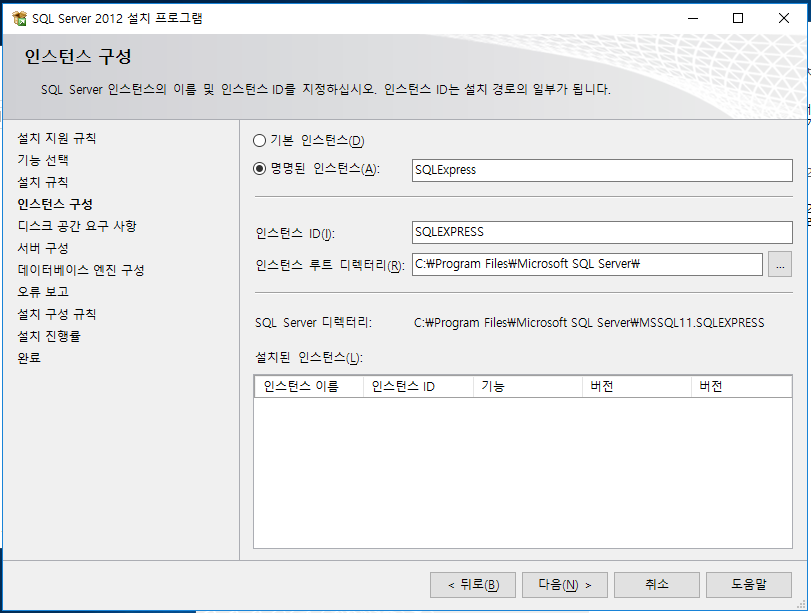 SQL Server 2012 설치 프로그램
인스턴스 구성
SQL Server 인스턴스의 이름 및 인스턴스 ID를 지정하십시오. 인스턴스 ID는 설치 경로의 일부가 됩니다.
설치 지원 규칙
기능 선택
설치 규칙
인스턴스 구성
디스크 공간 요구 사항
서버 구성
데이터베이스 엔진 구성
오류 보고
설치 구성 규칙
설치 진행률
완료
기본 인스턴스(D)
명명된 인스턴스(A): SQLExpress
인스턴스 ID(I): SQLEXPRESS
인스턴스 루트 디렉터리(R): C:₩Program Files₩Microsoft SQL Server₩ ...
SQL Server 디렉터리: C:₩Program Files₩Microsoft SQL Server₩MSSQL11.SQLEXPRESS
설치된 인스턴스(L):
인스턴스 이름 인스턴스 ID 기능 버전 버전
< 뒤로(B) 다음(N) > 취소 도움말